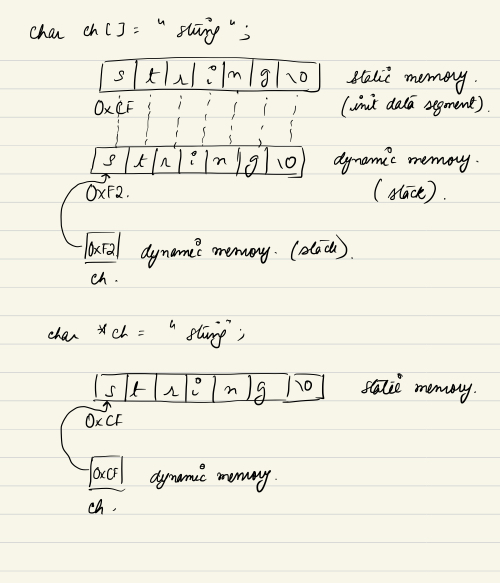 char ch[] = "string";
s t r i n g \0 static memory.
0xCF (init data segment).
s t r i n g \0 dynamic memory.
0xF2. (stack).
0xF2 dynamic memory. (stack).
ch.
char *ch = "string";
s t r i n g \0 static memory.
0xCF
0xCF dynamic memory.
ch.